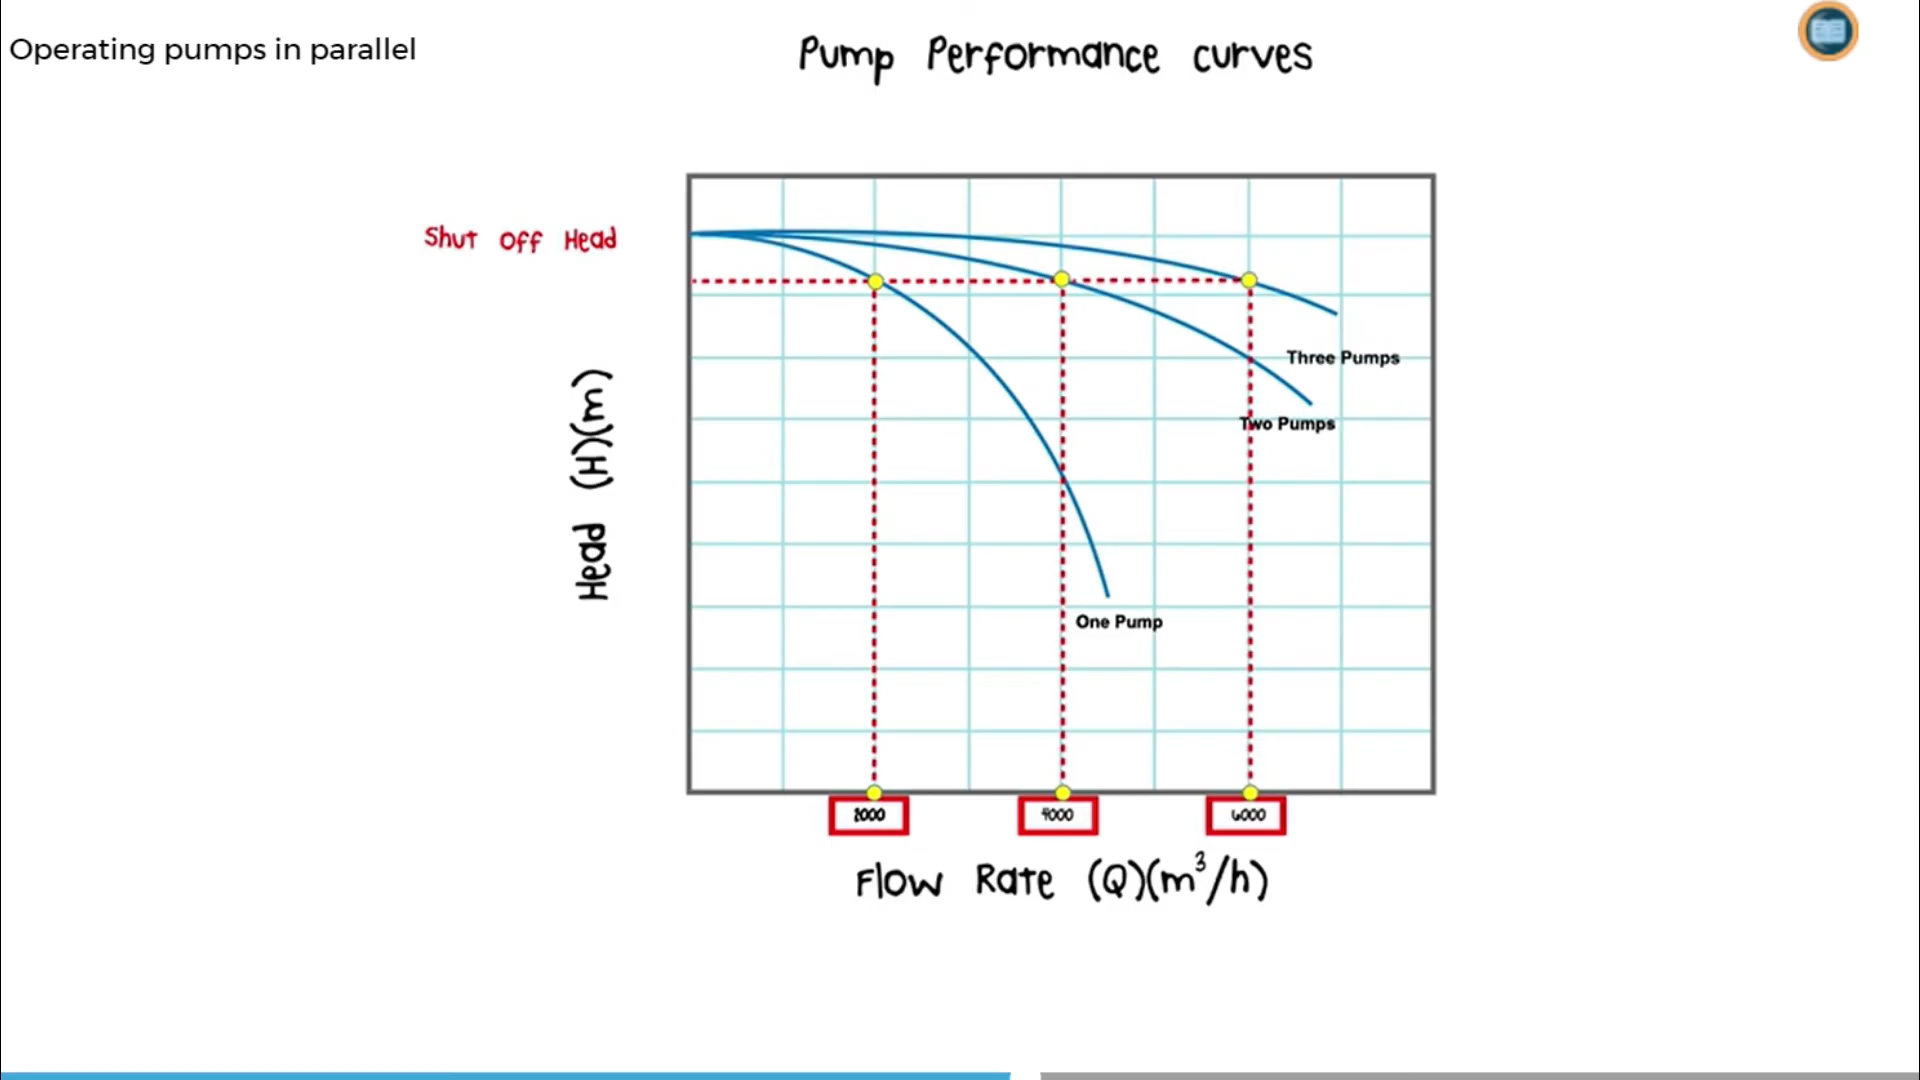 Operating pumps in parallel
Pump Performance curves
Shut Off Head
Head (H)(m)
Three Pumps
Two Pumps
One Pump
2000
4000
6000
Flow Rate (Q)(m³/h)